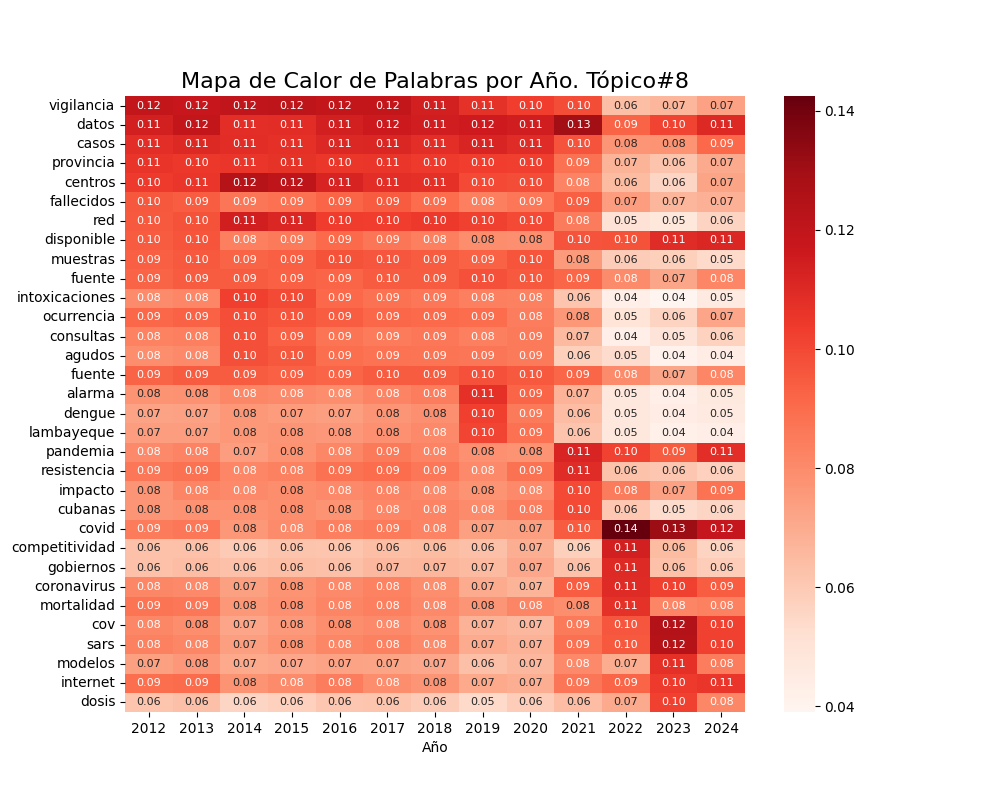 Mapa de Calor de Palabras por Año. Tópico#8
vigilancia 0.12 0.12 0.12 0.12 0.12 0.12 0.11 0.11 0.10 0.10 0.06 0.07 0.07
datos 0.11 0.12 0.11 0.11 0.11 0.12 0.11 0.12 0.11 0.13 0.09 0.10 0.11
casos 0.11 0.11 0.11 0.11 0.11 0.11 0.11 0.11 0.11 0.10 0.08 0.08 0.09
provincia 0.11 0.10 0.11 0.11 0.10 0.11 0.10 0.10 0.10 0.09 0.07 0.06 0.07
centros 0.10 0.11 0.12 0.12 0.11 0.11 0.11 0.10 0.10 0.08 0.06 0.06 0.07
fallecidos 0.10 0.09 0.09 0.09 0.09 0.09 0.09 0.08 0.09 0.09 0.07 0.07 0.07
red 0.10 0.10 0.11 0.11 0.10 0.10 0.10 0.10 0.10 0.08 0.05 0.05 0.06
disponible 0.10 0.10 0.08 0.09 0.09 0.09 0.08 0.08 0.08 0.10 0.10 0.11 0.11
muestras 0.09 0.10 0.09 0.09 0.10 0.10 0.09 0.09 0.10 0.08 0.06 0.06 0.05
fuente 0.09 0.09 0.09 0.09 0.09 0.10 0.09 0.10 0.10 0.09 0.08 0.07 0.08
intoxicaciones 0.08 0.08 0.10 0.10 0.09 0.09 0.09 0.08 0.08 0.06 0.04 0.04 0.05
ocurrencia 0.09 0.09 0.10 0.10 0.09 0.09 0.09 0.09 0.08 0.08 0.05 0.06 0.07
consultas 0.08 0.08 0.10 0.09 0.09 0.09 0.09 0.08 0.09 0.07 0.04 0.05 0.06
agudos 0.08 0.08 0.10 0.10 0.09 0.09 0.09 0.09 0.09 0.06 0.05 0.04 0.04
fuente 0.09 0.09 0.09 0.09 0.09 0.10 0.09 0.10 0.10 0.09 0.08 0.07 0.08
alarma 0.08 0.08 0.08 0.08 0.08 0.08 0.08 0.11 0.09 0.07 0.05 0.04 0.05
dengue 0.07 0.07 0.08 0.07 0.07 0.08 0.08 0.10 0.09 0.06 0.05 0.04 0.05
lambayeque 0.07 0.07 0.08 0.08 0.08 0.08 0.08 0.10 0.09 0.06 0.05 0.04 0.04
pandemia 0.08 0.08 0.07 0.08 0.08 0.09 0.08 0.08 0.08 0.11 0.10 0.09 0.11
resistencia 0.09 0.09 0.08 0.08 0.09 0.09 0.09 0.08 0.09 0.11 0.06 0.06 0.06
impacto 0.08 0.08 0.08 0.08 0.08 0.08 0.08 0.08 0.08 0.10 0.08 0.07 0.09
cubanas 0.08 0.08 0.08 0.08 0.08 0.08 0.08 0.08 0.08 0.10 0.06 0.05 0.06
covid 0.09 0.09 0.08 0.08 0.08 0.09 0.08 0.07 0.07 0.10 0.14 0.13 0.12
competitividad 0.06 0.06 0.06 0.06 0.06 0.06 0.06 0.06 0.07 0.06 0.11 0.06 0.06
gobiernos 0.06 0.06 0.06 0.06 0.06 0.07 0.07 0.07 0.07 0.06 0.11 0.06 0.06
coronavirus 0.08 0.08 0.07 0.08 0.08 0.08 0.08 0.07 0.07 0.09 0.11 0.10 0.09
mortalidad 0.09 0.09 0.08 0.08 0.08 0.08 0.08 0.08 0.08 0.08 0.11 0.08 0.08
cov 0.08 0.08 0.07 0.08 0.08 0.08 0.08 0.07 0.07 0.09 0.10 0.12 0.10
sars 0.08 0.08 0.07 0.08 0.08 0.08 0.08 0.07 0.07 0.09 0.10 0.12 0.10
modelos 0.07 0.08 0.07 0.07 0.07 0.07 0.07 0.06 0.07 0.08 0.07 0.11 0.08
internet 0.09 0.09 0.08 0.08 0.08 0.08 0.08 0.07 0.07 0.09 0.09 0.10 0.11
dosis 0.06 0.06 0.06 0.06 0.06 0.06 0.06 0.05 0.06 0.06 0.07 0.10 0.08
2012 2013 2014 2015 2016 2017 2018 2019 2020 2021 2022 2023 2024
Año
0.14
0.12
0.10
0.08
0.06
0.04